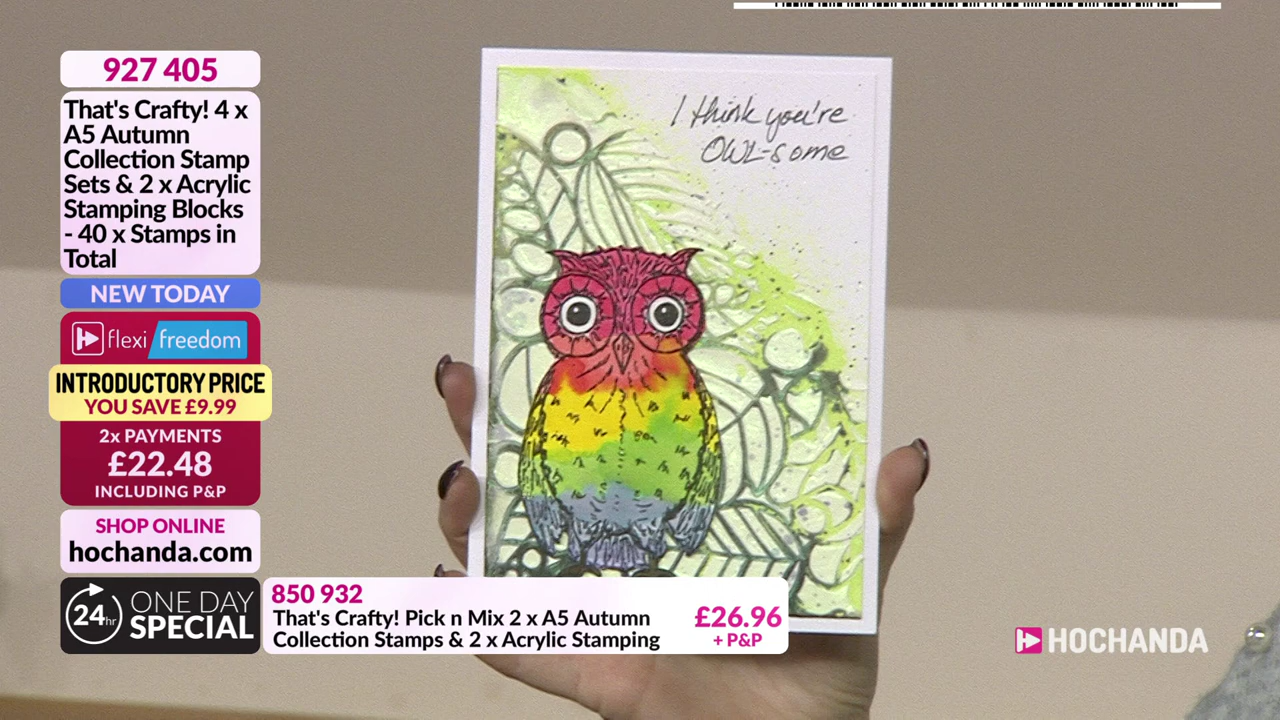 927 405
That's Crafty! 4 x
A5 Autumn
Collection Stamp
Sets & 2 x Acrylic
Stamping Blocks
- 40 x Stamps in
Total
NEW TODAY
flexi freedom
INTRODUCTORY PRICE
YOU SAVE £9.99
2x PAYMENTS
£22.48
INCLUDING P&P
SHOP ONLINE
hochanda.com
24hr ONE DAY
SPECIAL
850 932
That's Crafty! Pick n Mix 2 x A5 Autumn
Collection Stamps & 2 x Acrylic Stamping
£26.96
+ P&P
I think you're
OWL-some
HOCHANDA